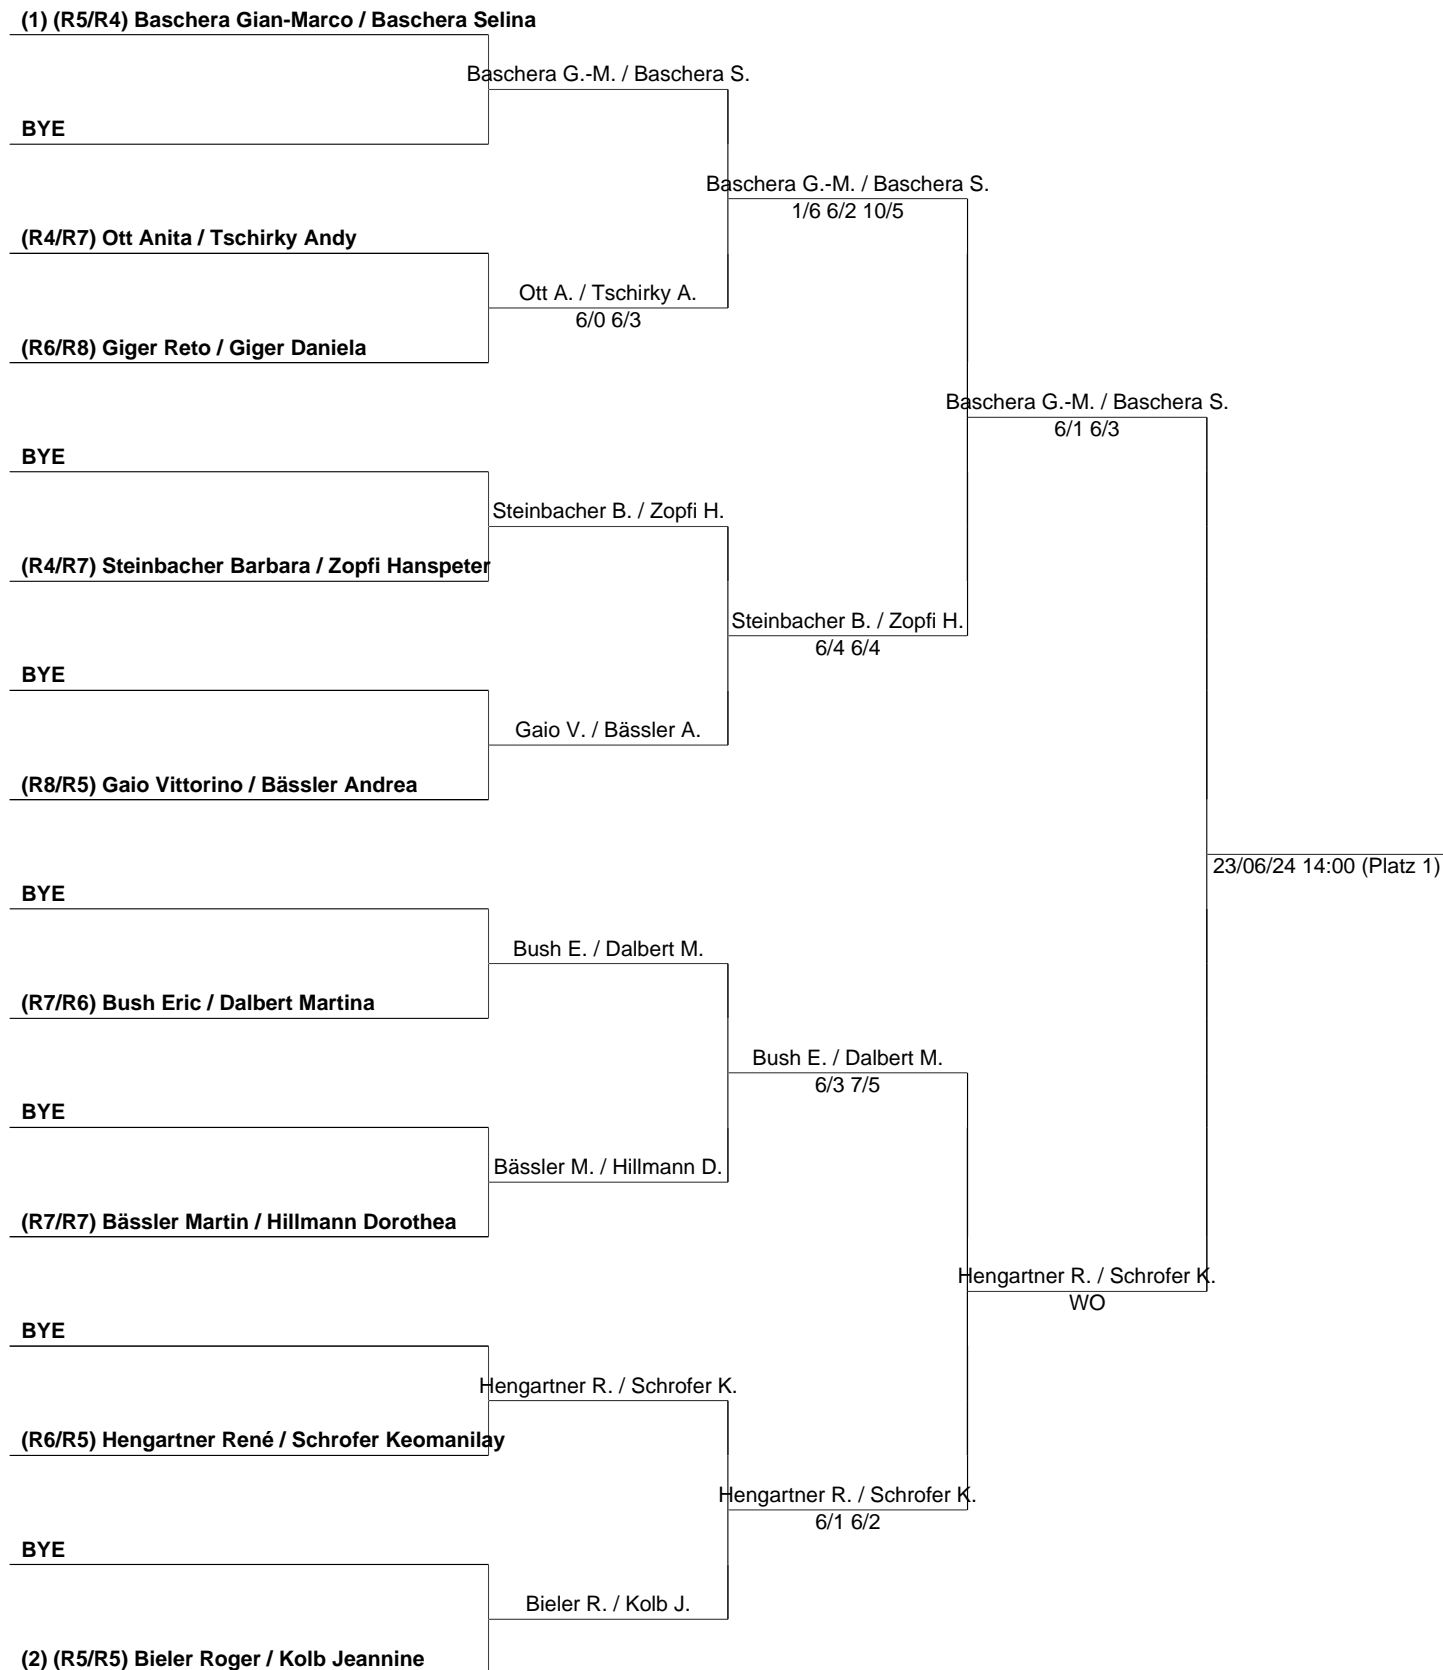 (1) (R5/R4) Baschera Gian-Marco / Baschera Selina
Baschera G.-M. / Baschera S.
BYE
Baschera G.-M. / Baschera S.
1/6 6/2 10/5
(R4/R7) Ott Anita / Tschirky Andy
Ott A. / Tschirky A.
6/0 6/3
(R6/R8) Giger Reto / Giger Daniela
Baschera G.-M. / Baschera S.
6/1 6/3
BYE
Steinbacher B. / Zopfi H.
(R4/R7) Steinbacher Barbara / Zopfi Hanspeter
Steinbacher B. / Zopfi H.
6/4 6/4
BYE
Gaio V. / Bässler A.
(R8/R5) Gaio Vittorino / Bässler Andrea
23/06/24 14:00 (Platz 1)
BYE
Bush E. / Dalbert M.
(R7/R6) Bush Eric / Dalbert Martina
Bush E. / Dalbert M.
6/3 7/5
BYE
Bässler M. / Hillmann D.
(R7/R7) Bässler Martin / Hillmann Dorothea
Hengartner R. / Schrofer K.
WO
BYE
Hengartner R. / Schrofer K.
(R6/R5) Hengartner René / Schrofer Keomanilay
Hengartner R. / Schrofer K.
6/1 6/2
BYE
Bieler R. / Kolb J.
(2) (R5/R5) Bieler Roger / Kolb Jeannine